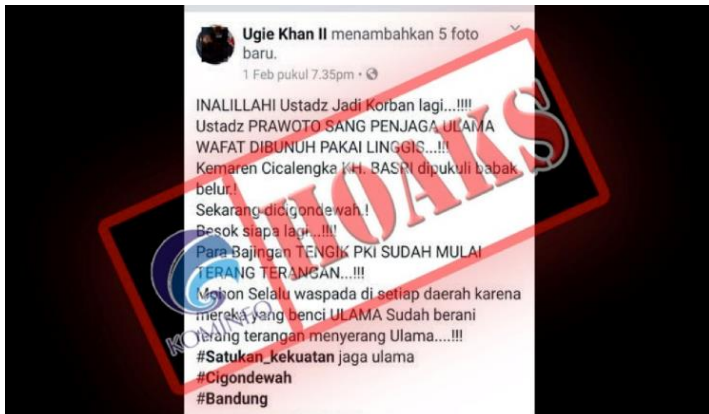 Ugie Khan II menambahkan 5 foto
baru.
1 Feb pukul 7.35pm •
INALILLAHI Ustadz Jadi Korban lagi...!!!!
Ustadz PRAWOTO SANG PENJAGA ULAMA
WAFAT DIBUNUH PAKAI LINGGIS...!!!
Kemaren Cicalengka KH. BASRI dipukuli babak
belur.!
Sekarang didigondewah.!
Besok siapa lagi...!!!!
Para Bajingan TENGIK PKI SUDAH MULAI
TERANG TERANGAN...!!!
Mohon Selalu waspada di setiap daerah karena
mereka yang benci ULAMA Sudah berani
terang terangan menyerang Ulama....!!!
#Satukan_kekuatan jaga ulama
#Cigondewah
#Bandung
HOAKS
KOMINFO